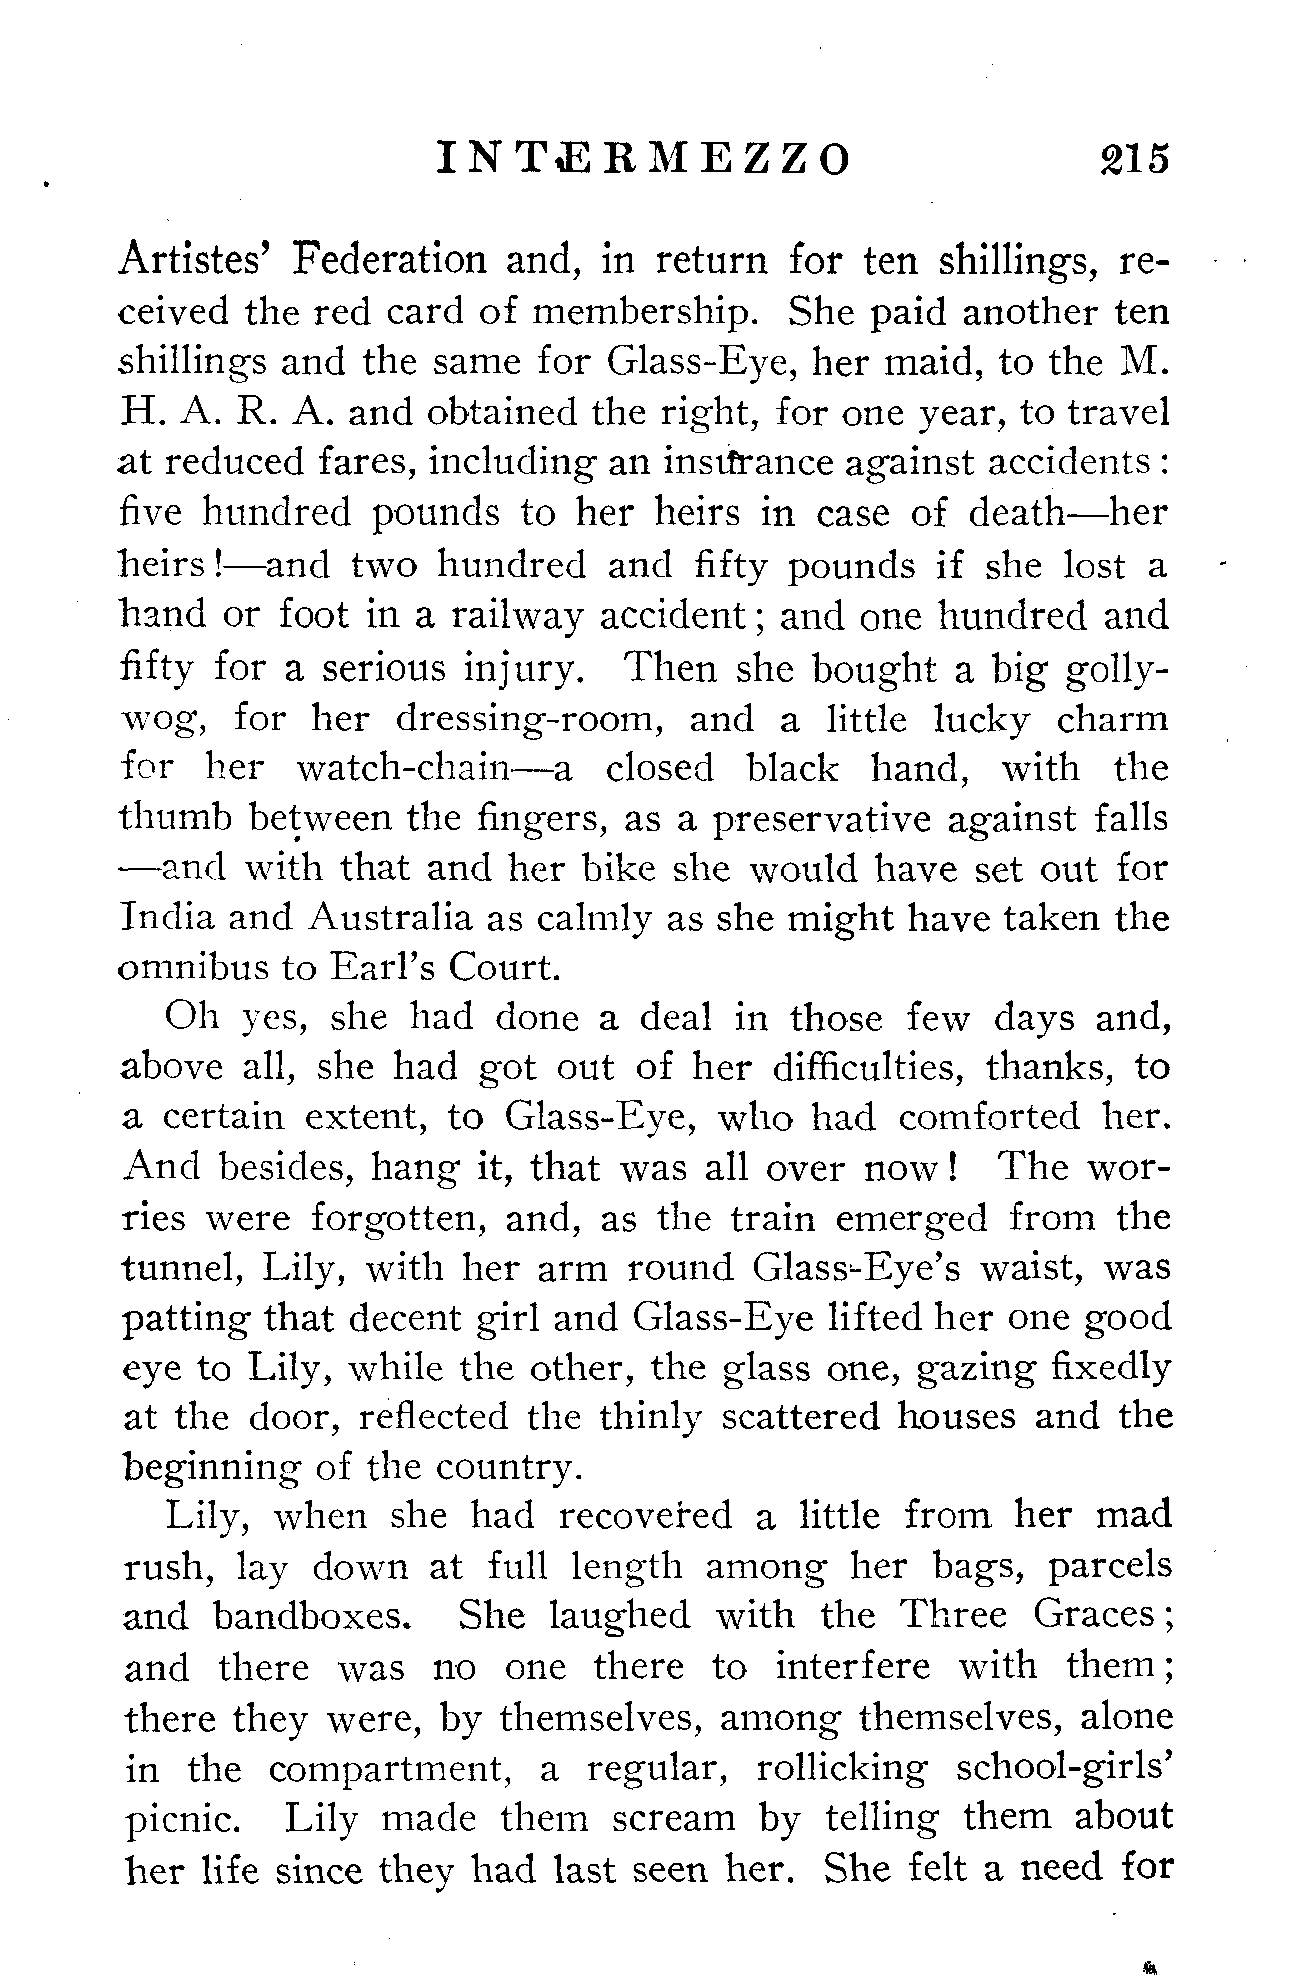 INTERMEZZO 215
Artistes' Federation and, in return for ten shillings, re-
ceived the red card of membership. She paid another ten
shillings and the same for Glass-Eye, her maid, to the M.
H. A. R. A. and obtained the right, for one year, to travel
at reduced fares, including an insurance against accidents:
five hundred pounds to her heirs in case of death—her
heirs!—and two hundred and fifty pounds if she lost a
hand or foot in a railway accident; and one hundred and
fifty for a serious injury. Then she bought a big golly-
wog, for her dressing-room, and a little lucky charm
for her watch-chain—a closed black hand, with the
thumb between the fingers, as a preservative against falls
—and with that and her bike she would have set out for
India and Australia as calmly as she might have taken the
omnibus to Earl's Court.
Oh yes, she had done a deal in those few days and,
above all, she had got out of her difficulties, thanks, to
a certain extent, to Glass-Eye, who had comforted her.
And besides, hang it, that was all over now! The wor-
ries were forgotten, and, as the train emerged from the
tunnel, Lily, with her arm round Glass-Eye's waist, was
patting that decent girl and Glass-Eye lifted her one good
eye to Lily, while the other, the glass one, gazing fixedly
at the door, reflected the thinly scattered houses and the
beginning of the country.
Lily, when she had recovered a little from her mad
rush, lay down at full length among her bags, parcels
and bandboxes. She laughed with the Three Graces;
and there was no one there to interfere with them;
there they were, by themselves, among themselves, alone
in the compartment, a regular, rollicking school-girls'
picnic. Lily made them scream by telling them about
her life since they had last seen her. She felt a need for